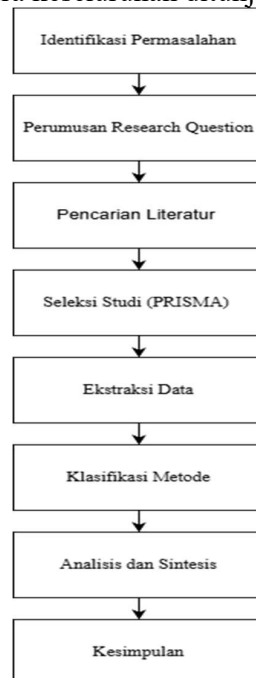 Identifikasi Permasalahan
Perumusan Research Question
Pencarian Literatur
Seleksi Studi (PRISMA)
Ekstraksi Data
Klasifikasi Metode
Analisis dan Sintesis
Kesimpulan